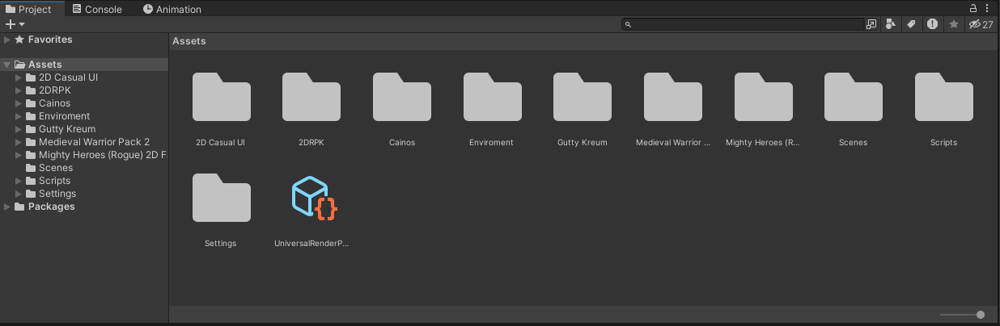 Project Console Animation
27
Favorites
Assets
2D Casual UI
2DRPK
Cainos
Enviroment
Gutty Kreum
Medieval Warrior Pack 2
Mighty Heroes (Rogue) 2D F
Scenes
Scripts
Settings
Packages
Assets
2D Casual UI 2DRPK Cainos Enviroment Gutty Kreum Medieval Warrior ... Mighty Heroes (R... Scenes Scripts
Settings UniversalRenderP...